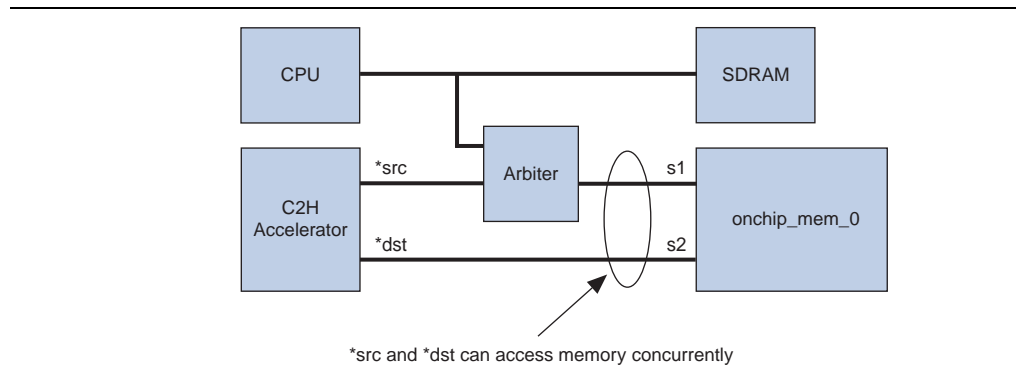 CPU
SDRAM
*src
Arbiter
s1
C2H
Accelerator
onchip_mem_0
*dst
s2
*src and *dst can access memory concurrently